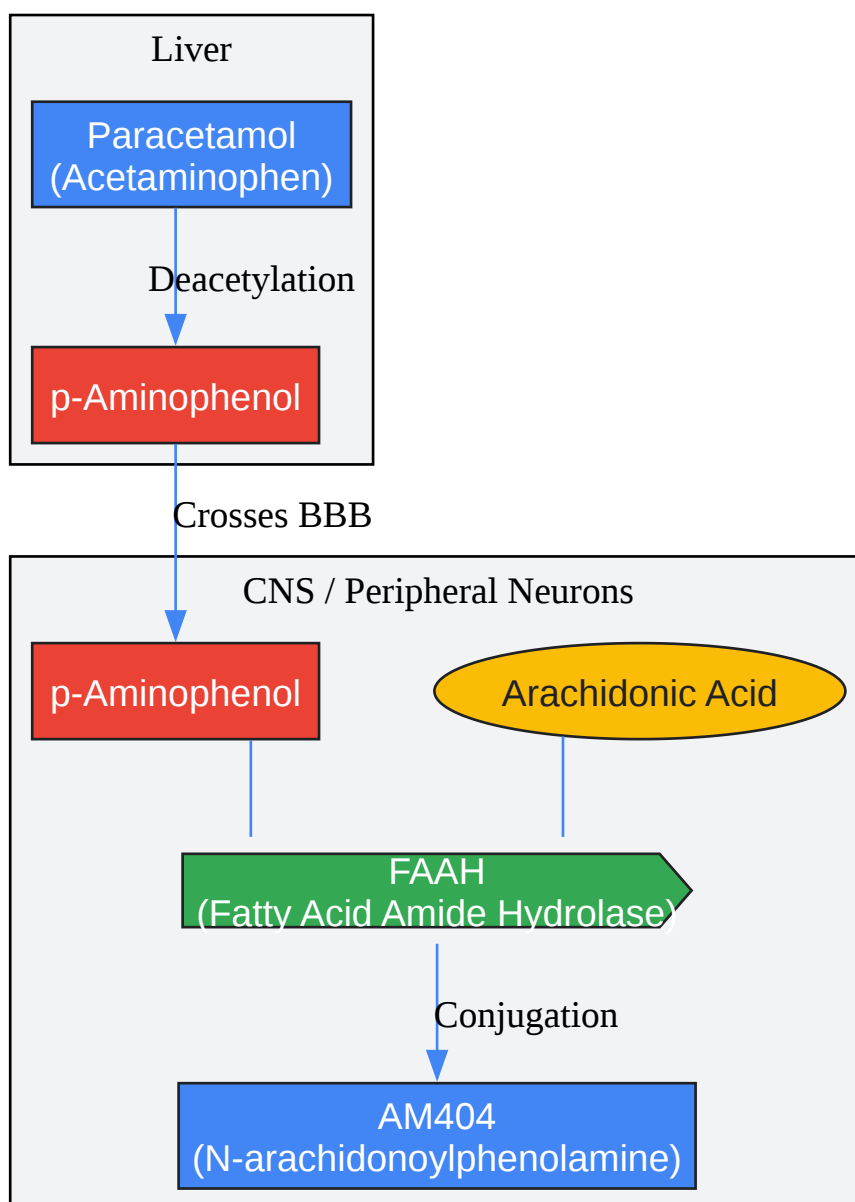 Liver
Paracetamol
(Acetaminophen)
Deacetylation
p-Aminophenol
Crosses BBB
CNS / Peripheral Neurons
p-Aminophenol
Arachidonic Acid
FAAH
(Fatty Acid Amide Hydrolase)
Conjugation
AM404
(N-arachidonoylphenolamine)